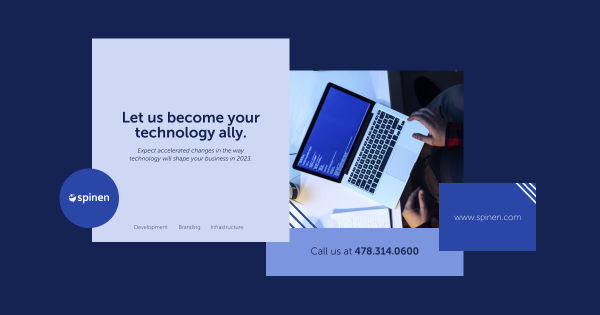 Let us become your
technology ally.
Expect accelerated changes in the way
technology will shape your business in 2023.
spinen
Development Branding Infrastructure
www.spinen.com
Call us at 478.314.0600